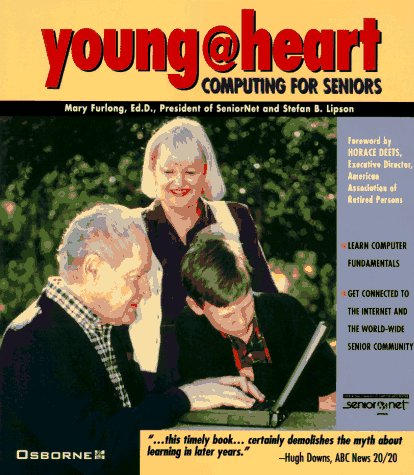 young@heart
COMPUTING FOR SENIORS
Mary Furlong, Ed.D., President of SeniorNet and Stefan B. Lipson
Foreword by
HORACE DEETS,
Executive Director,
American
Association of
Retired Persons
LEARN COMPUTER
FUNDAMENTALS
GET CONNECTED TO
THE INTERNET AND
THE WORLD-WIDE
SENIOR COMMUNITY
senior net
"...this timely book... certainly demolishes the myth about
learning in later years."
–Hugh Downs, ABC News 20/20
OSBORNE